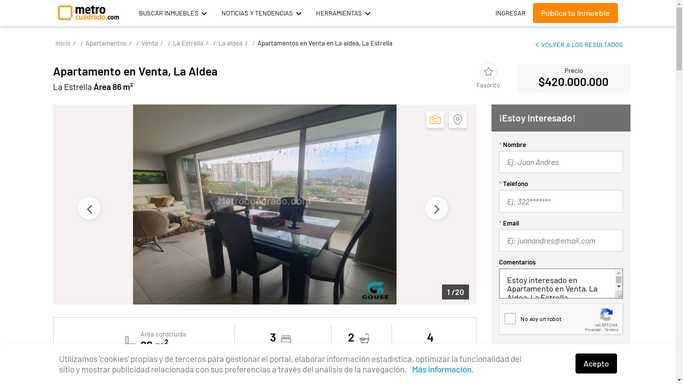 metro
cuadrado.com
BUSCAR INMUEBLES
NOTICIAS Y TENDENCIAS
HERRAMIENTAS
INGRESAR
Publica tu inmueble
Inicio / / Apartamentos / / Venta / / La Estrella / / La aldea / / Apartamentos en Venta en La aldea, La Estrella
VOLVER A LOS RESULTADOS
Apartamento en Venta, La Aldea
La Estrella Área 86 m²
Favorito
Precio
$420.000.000
Metrocuadrado.com
GOUSE
1 / 20
¡Estoy Interesado!
* Nombre
Ej: Juan Andres
* Telefono
Ej: 322*******
* Email
Ej: juanandres@email.com
Comentarios
Estoy interesado en
Apartamento en Venta, La
Aldea, La Estrella
No soy un robot
reCAPTCHA
Privacidad - Términos
Área construida
86 m²
3
2
4
Utilizamos 'cookies' propias y de terceros para gestionar el portal, elaborar información estadística, optimizar la funcionalidad del
sitio y mostrar publicidad relacionada con sus preferencias a través del análisis de la navegación. Más información.
Acepto